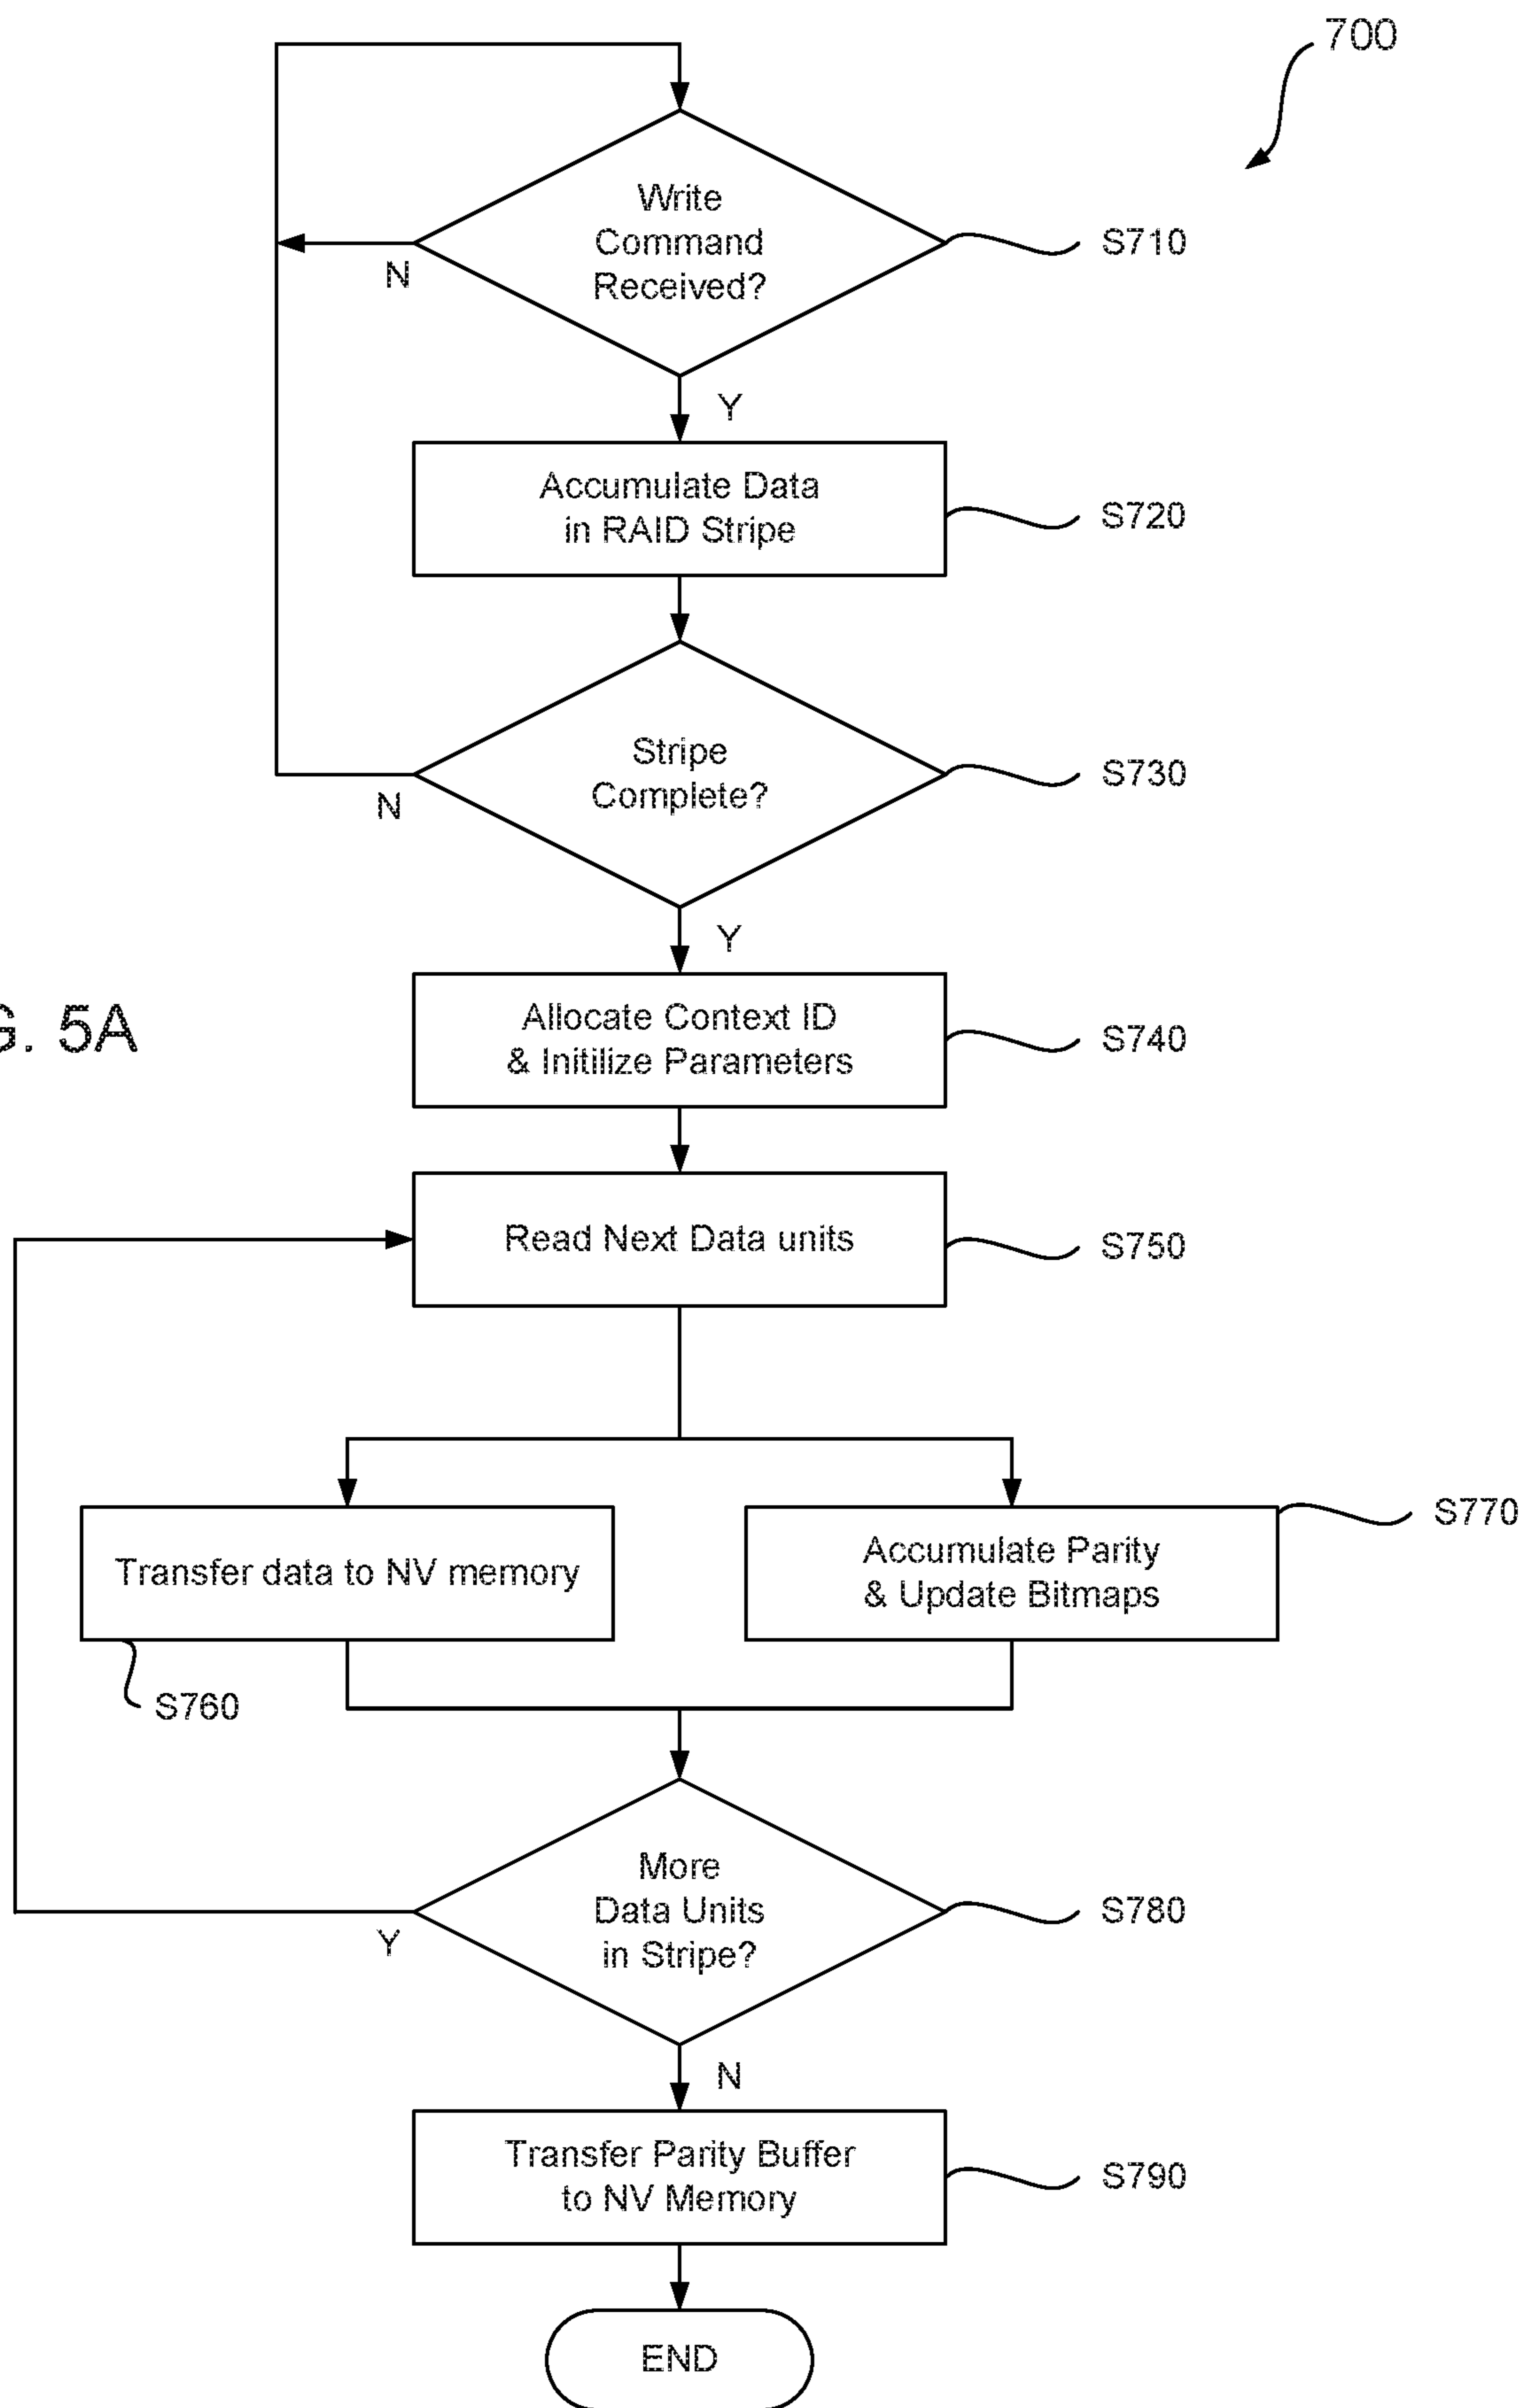 700
Write
Command
Received?
S710
N
Y
Accumulate Data
in RAID Stripe
S720
Stripe
Complete?
S730
N
Y
G. 5A
Allocate Context ID
& Initilize Parameters
S740
Read Next Data units
S750
Transfer data to NV memory
S760
Accumulate Parity
& Update Bitmaps
S770
More
Data Units
in Stripe?
S780
Y
N
Transfer Parity Buffer
to NV Memory
S790
END